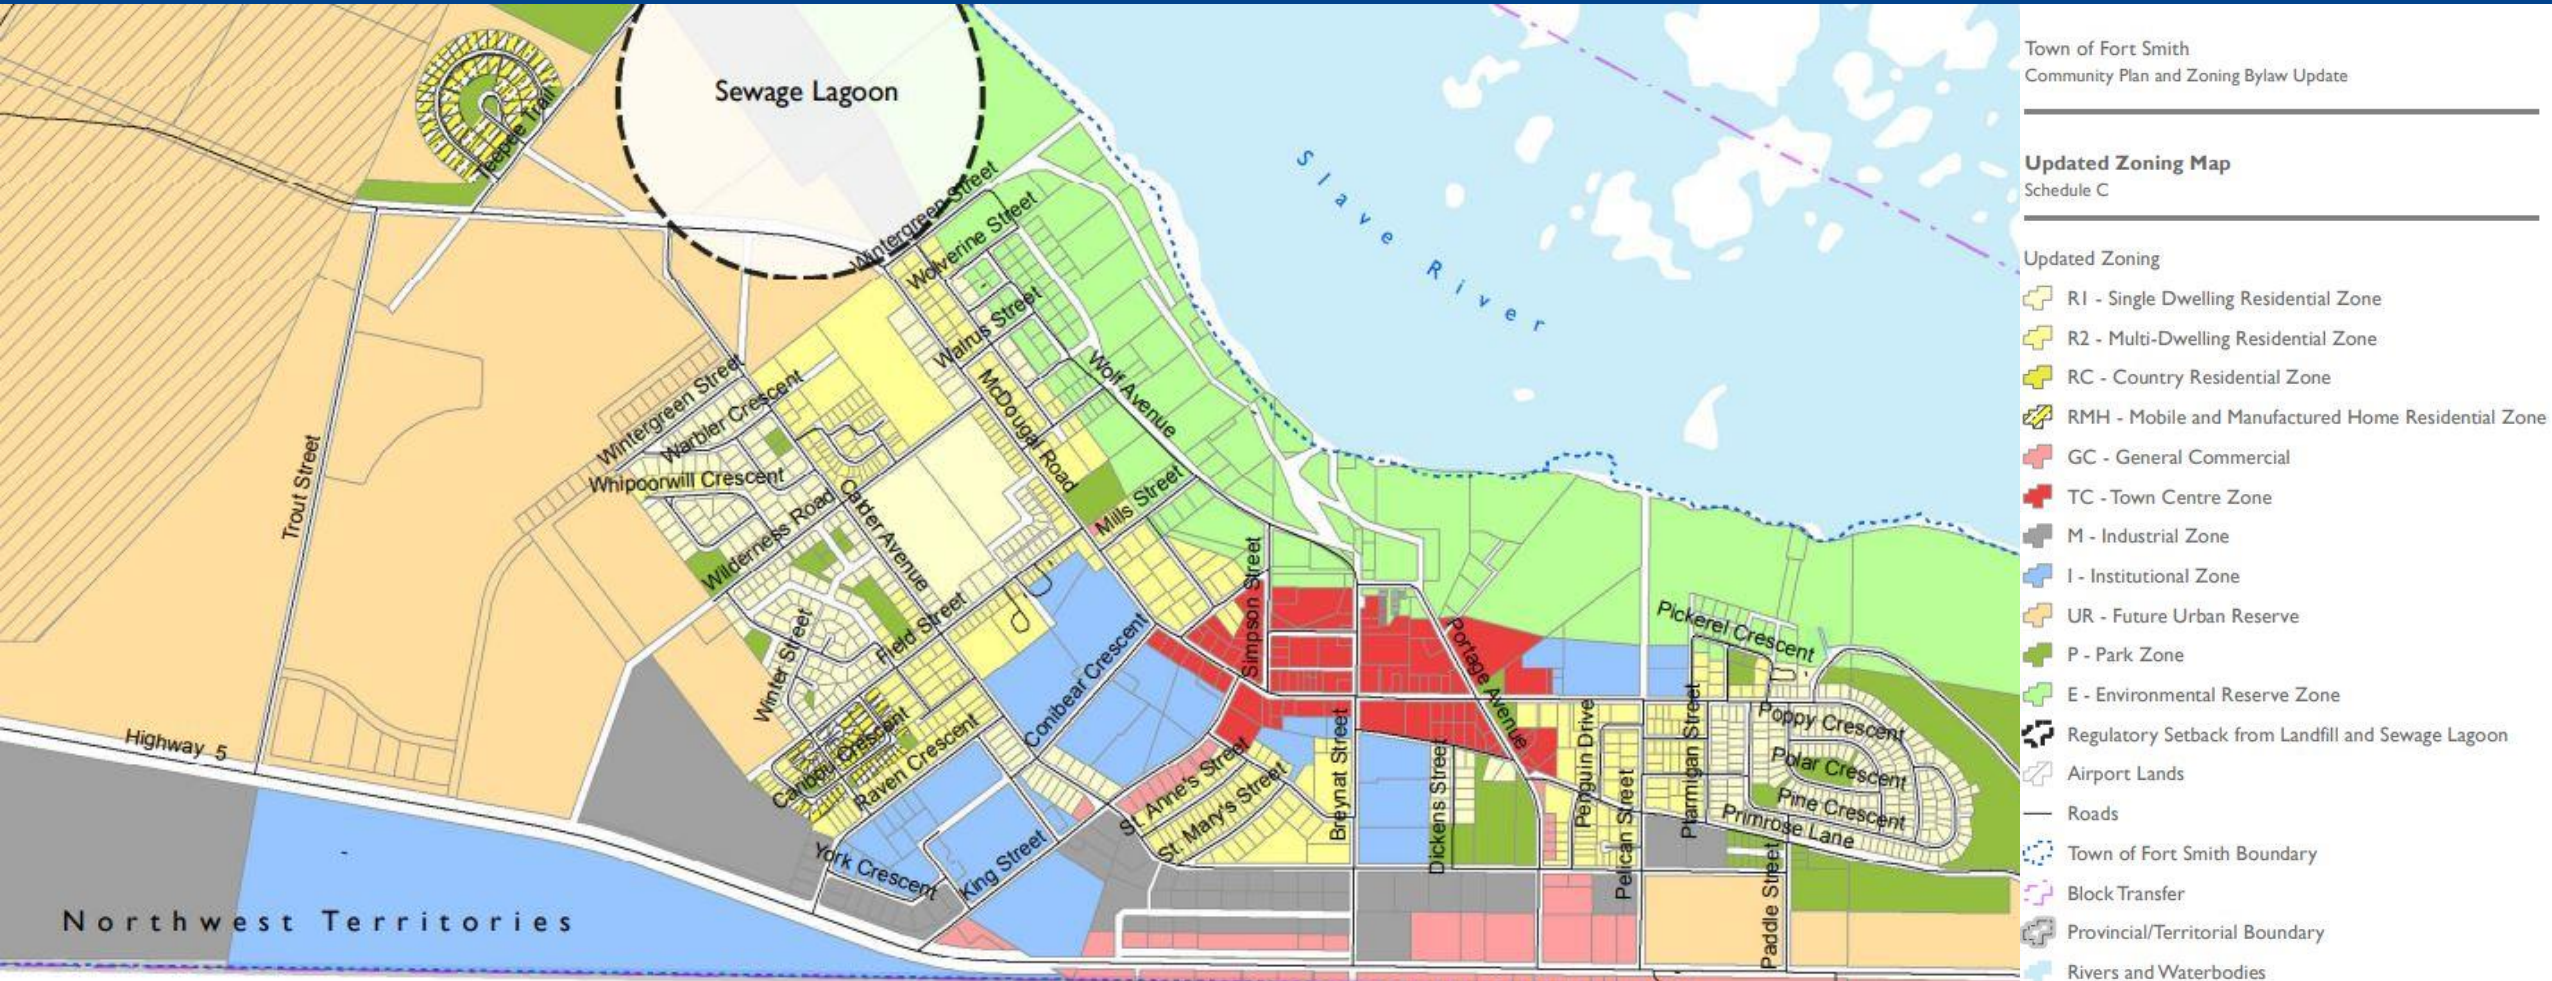 Sewage Lagoon
Teepee Trail
Wintergreen Street
Wolverine Street
Walrus Street
McDougal Road
Wolf Avenue
Slave River
Wintergreen Street
Warbler Crescent
Whipoorwill Crescent
Wilderness Road
Calder Avenue
Mills Street
Trout Street
Field Street
Winter Street
Conibear Crescent
Simpson Street
Portage Avenue
Pickerel Crescent
Highway 5
Caribou Crescent
Raven Crescent
York Crescent
King Street
St. Anne's Street
St. Mary's Street
Breynat Street
Dickens Street
Penguin Drive
Pelican Street
Ptarmigan Street
Poppy Crescent
Polar Crescent
Pine Crescent
Primrose Lane
Paddle Street
Northwest Territories
Town of Fort Smith
Community Plan and Zoning Bylaw Update
Updated Zoning Map
Schedule C
Updated Zoning
R1 - Single Dwelling Residential Zone
R2 - Multi-Dwelling Residential Zone
RC - Country Residential Zone
RMH - Mobile and Manufactured Home Residential Zone
GC - General Commercial
TC - Town Centre Zone
M - Industrial Zone
I - Institutional Zone
UR - Future Urban Reserve
P - Park Zone
E - Environmental Reserve Zone
Regulatory Setback from Landfill and Sewage Lagoon
Airport Lands
Roads
Town of Fort Smith Boundary
Block Transfer
Provincial/Territorial Boundary
Rivers and Waterbodies